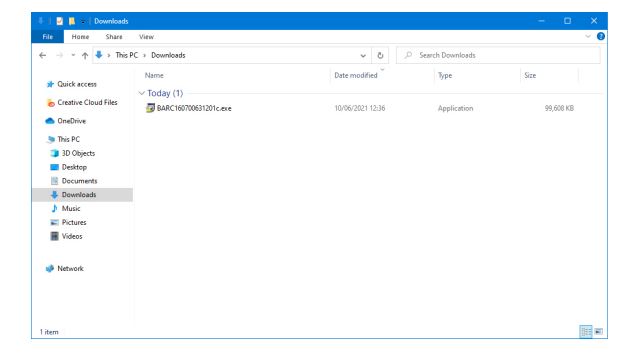 Downloads
File Home Share View
This PC Downloads Search Downloads
Name Date modified Type Size
Quick access
Today (1)
Creative Cloud Files BARC160700631201c.exe 10/06/2021 12:36 Application 99,608 KB
OneDrive
This PC
3D Objects
Desktop
Documents
Downloads
Music
Pictures
Videos
Network
1 item